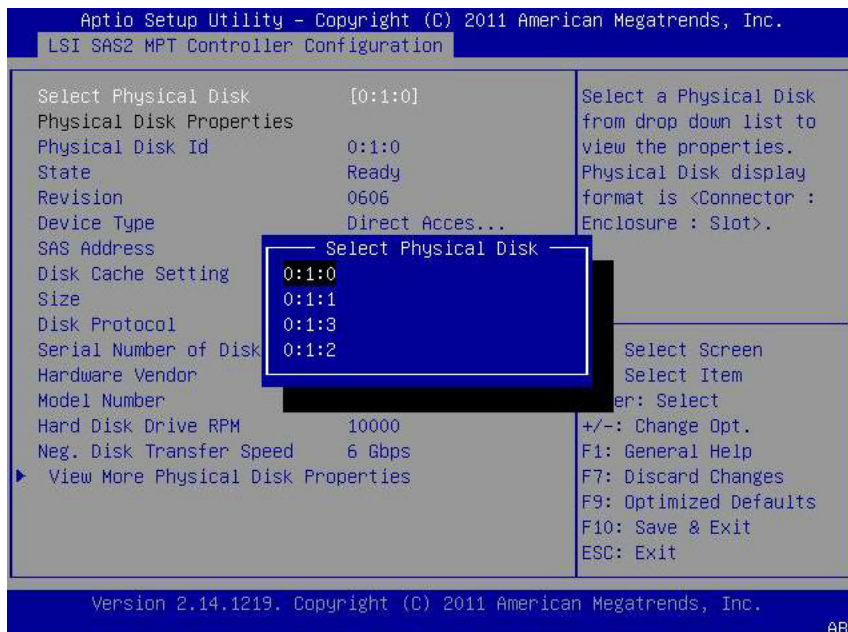 Aptio Setup Utility – Copyright (C) 2011 American Megatrends, Inc.
LSI SAS2 MPT Controller Configuration
Select Physical Disk [0:1:0]
Physical Disk Properties
Physical Disk Id 0:1:0
State Ready
Revision 0606
Device Type Direct Acces...
SAS Address
Disk Cache Setting
Size
Disk Protocol
Serial Number of Disk
Hardware Vendor
Model Number
Hard Disk Drive RPM 10000
Neg. Disk Transfer Speed 6 Gbps
View More Physical Disk Properties
Select Physical Disk
0:1:0
0:1:1
0:1:3
0:1:2
Select a Physical Disk
from drop down list to
view the properties.
Physical Disk display
format is <Connector :
Enclosure : Slot>.
Select Screen
Select Item
er: Select
+/-: Change Opt.
F1: General Help
F7: Discard Changes
F9: Optimized Defaults
F10: Save & Exit
ESC: Exit
Version 2.14.1219. Copyright (C) 2011 American Megatrends, Inc.
AB